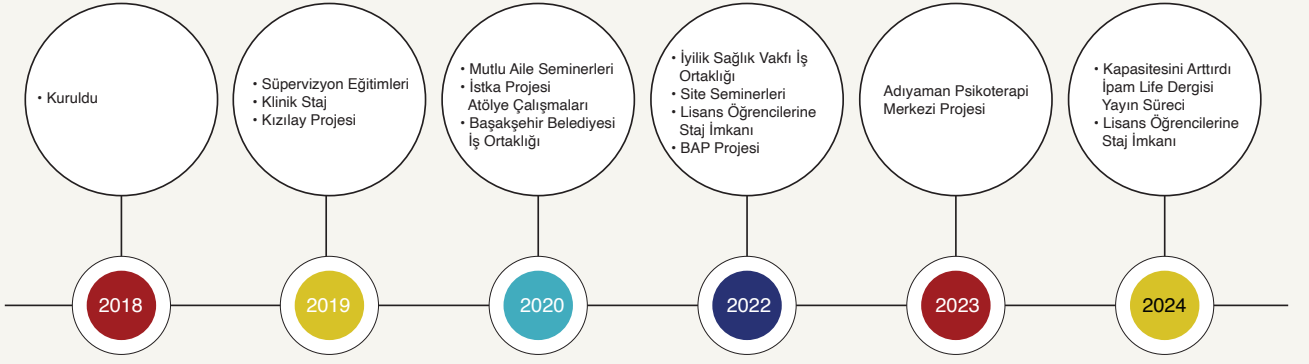 • Kuruldu
• Süpervizyon Eğitimleri
• Klinik Staj
• Kızılay Projesi
• Mutlu Aile Seminerleri
• İstka Projesi
Atölye Çalışmaları
• Başakşehir Belediyesi
İş Ortaklığı
• İyilik Sağlık Vakfı İş
Ortaklığı
• Site Seminerleri
• Lisans Öğrencilerine
Staj İmkanı
• BAP Projesi
Adıyaman Psikoterapi
Merkezi Projesi
• Kapasitesini Arttırdı
İpam Life Dergisi
Yayın Süreci
• Lisans Öğrencilerine
Staj İmkanı
2018
2019
2020
2022
2023
2024